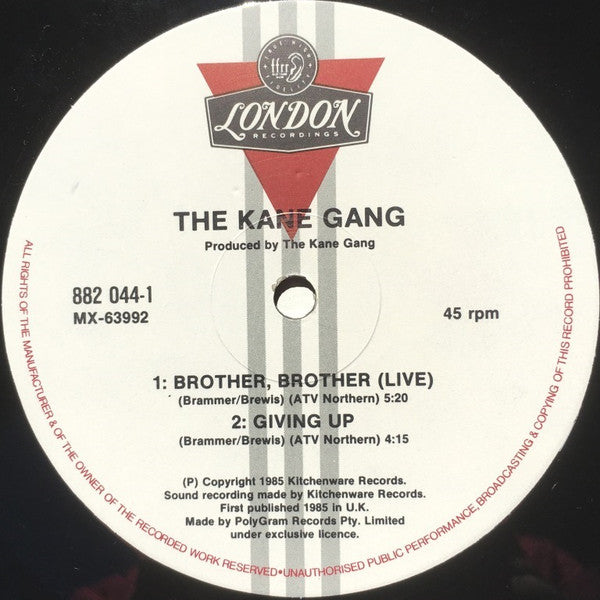 LONDON
RECORDINGS
THE KANE GANG
Produced by The Kane Gang
882 044-1
MX-63992
45 rpm
1: BROTHER, BROTHER (LIVE)
(Brammer/Brewis) (ATV Northern) 5:20
2: GIVING UP
(Brammer/Brewis) (ATV Northern) 4:15
(P) Copyright 1985 Kitchenware Records.
Sound recording made by Kitchenware Records.
First published 1985 in U.K.
Made by PolyGram Records Pty. Limited
under exclusive licence.
ALL RIGHTS OF THE MANUFACTURER & OF THE OWNER OF THE RECORDED WORK RESERVED•UNAUTHORISED PUBLIC PERFORMANCE, BROADCASTING & COPYING OF THIS RECORD PROHIBITED